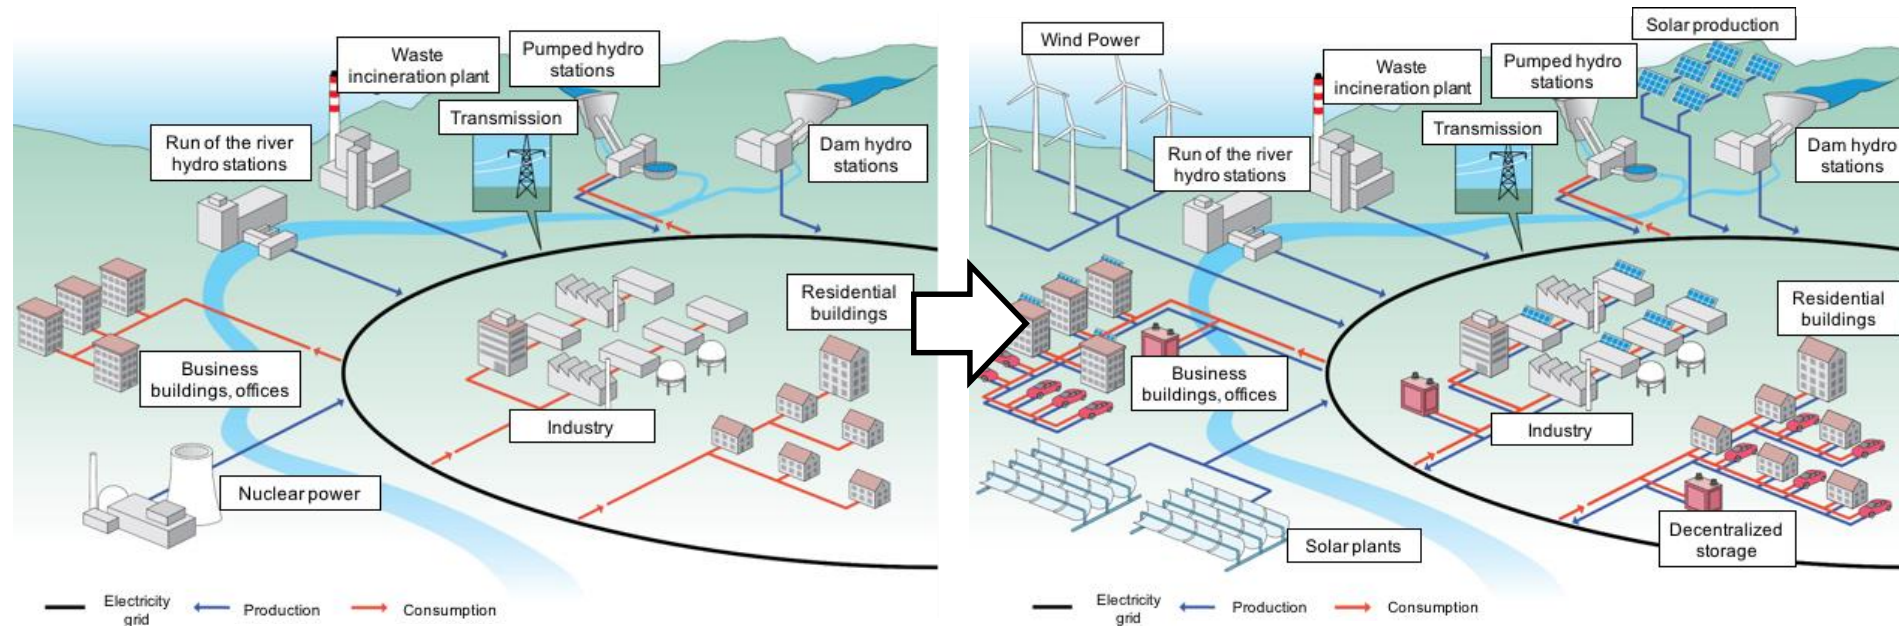 Waste
incineration plant
Pumped hydro
stations
Transmission
Run of the river
hydro stations
Dam hydro
stations
Residential
buildings
Business
buildings, offices
Industry
Nuclear power
Electricity
grid
Production
Consumption
Wind Power
Solar production
Waste
incineration plant
Pumped hydro
stations
Transmission
Run of the river
hydro stations
Dam hydro
stations
Residential
buildings
Business
buildings, offices
Industry
Decentralized
storage
Solar plants
Electricity
grid
Production
Consumption